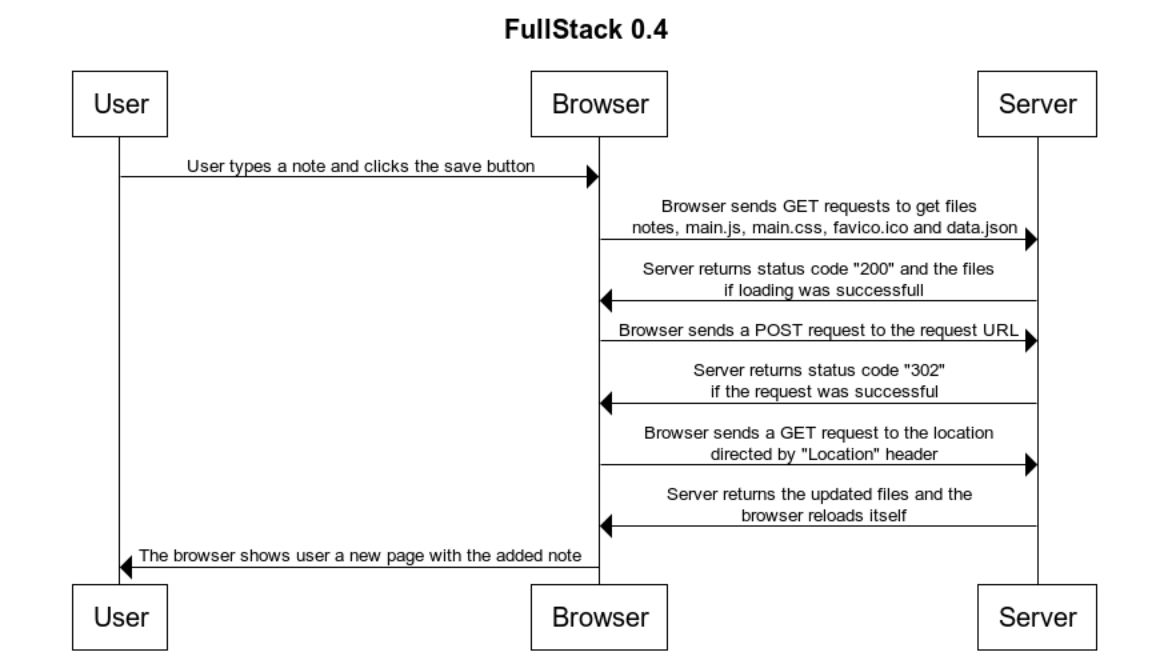 FullStack 0.4
User
Browser
Server
User types a note and clicks the save button
Browser sends GET requests to get files
notes, main.js, main.css, favico.ico and data.json
Server returns status code "200" and the files
if loading was successfull
Browser sends a POST request to the request URL
Server returns status code "302"
if the request was successful
Browser sends a GET request to the location
directed by "Location" header
Server returns the updated files and the
browser reloads itself
The browser shows user a new page with the added note
User
Browser
Server